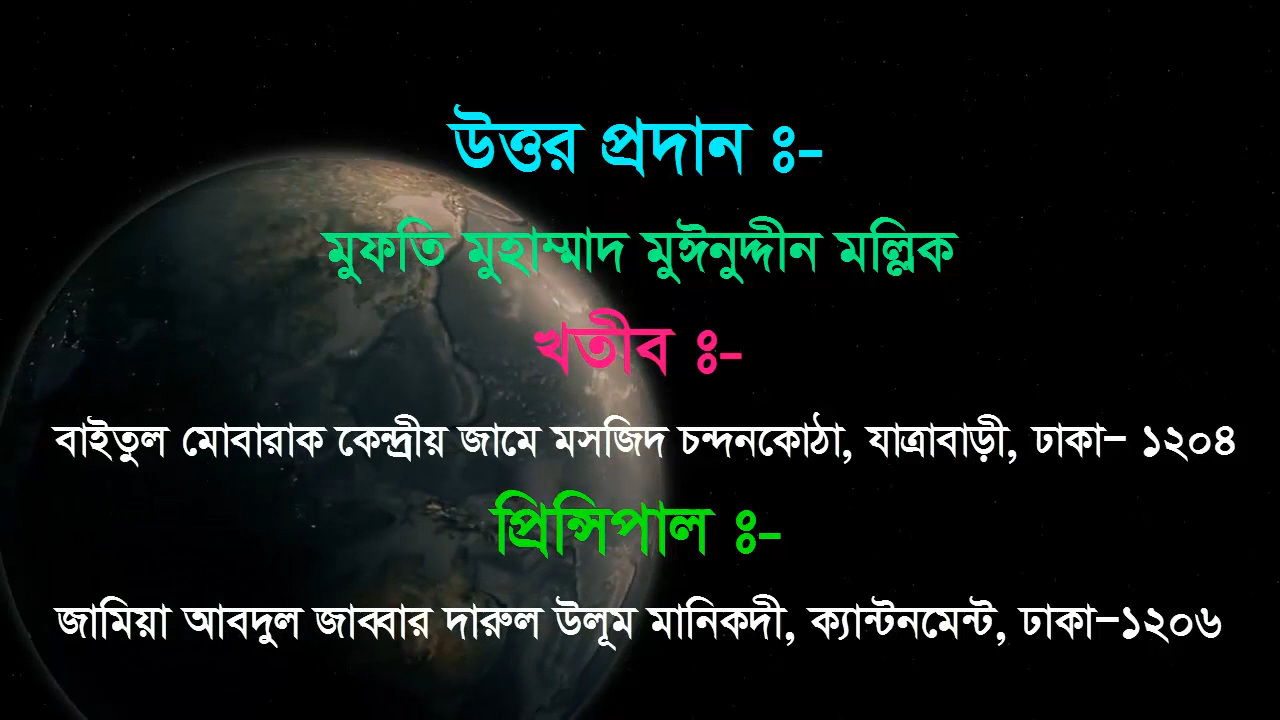 উত্তর প্রদান ঃ-
মুফতি মুহাম্মাদ মুঈনুদ্দীন মল্লিক
খতীব ঃ-
বাইতুল মোবারাক কেন্দ্রীয় জামে মসজিদ চন্দনকোঠা, যাত্রাবাড়ী, ঢাকা– ১২০৪
প্রিন্সিপাল ঃ-
জামিয়া আবদুল জাব্বার দারুল উলূম মানিকদী, ক্যান্টনমেন্ট, ঢাকা–১২০৬